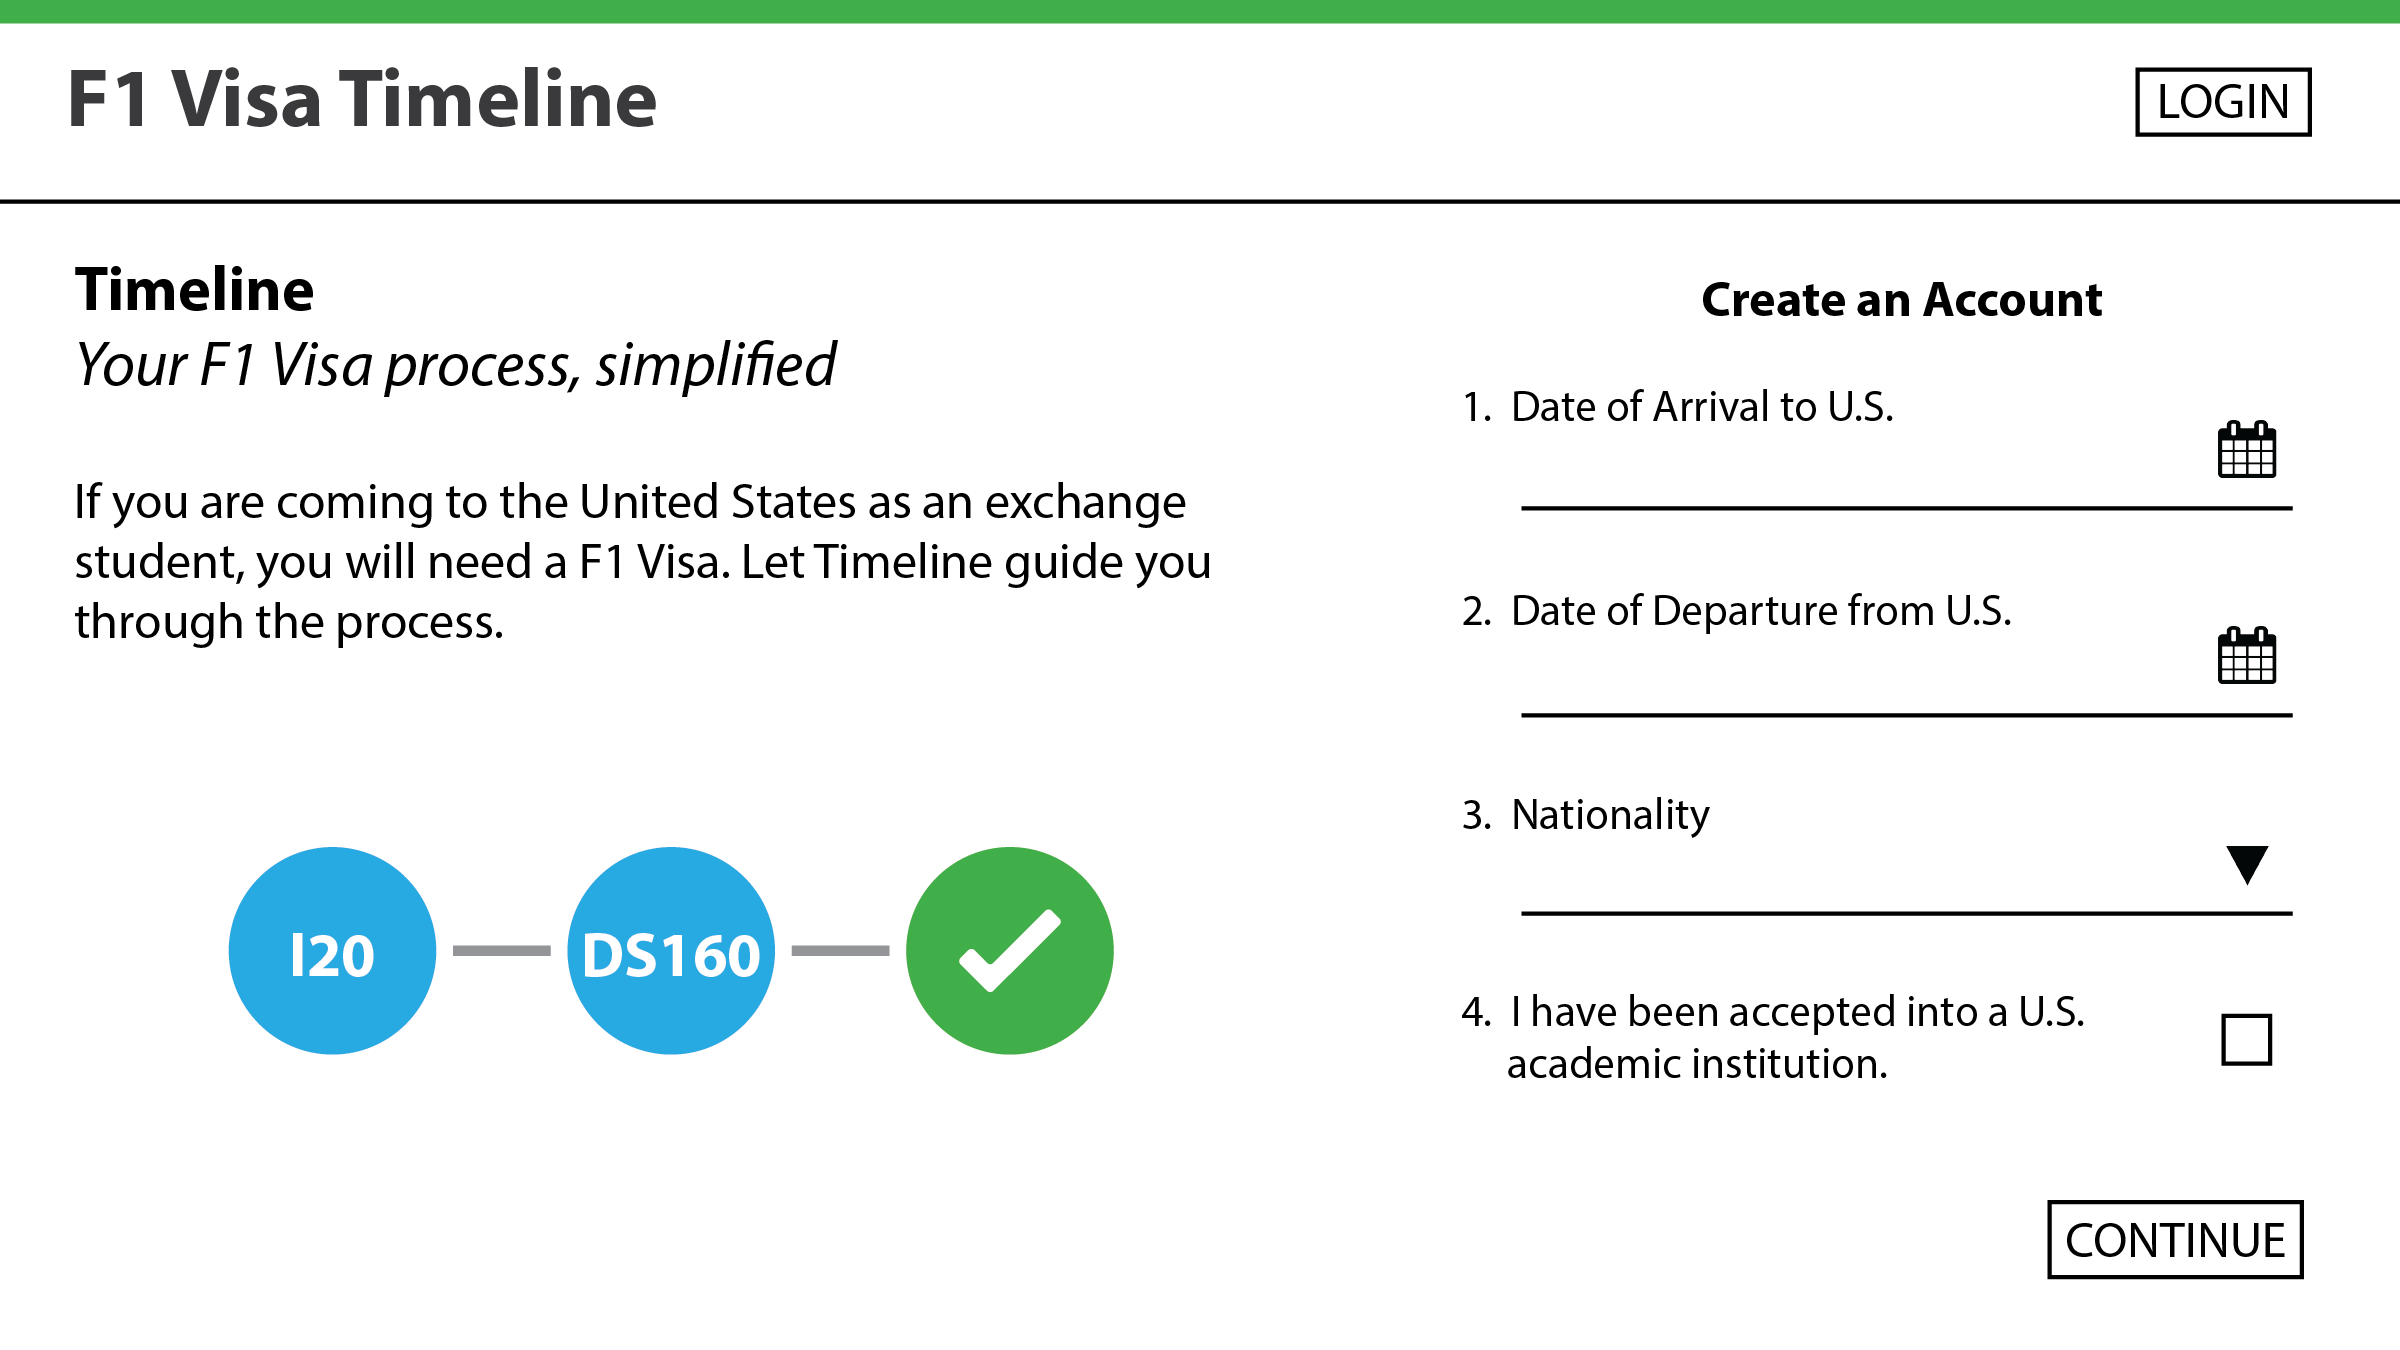 F1 Visa Timeline
LOGIN
Timeline
Your F1 Visa process, simplified
If you are coming to the United States as an exchange
student, you will need a F1 Visa. Let Timeline guide you
through the process.
I20
DS160
Create an Account
1. Date of Arrival to U.S.
2. Date of Departure from U.S.
3. Nationality
4. I have been accepted into a U.S.
academic institution.
CONTINUE